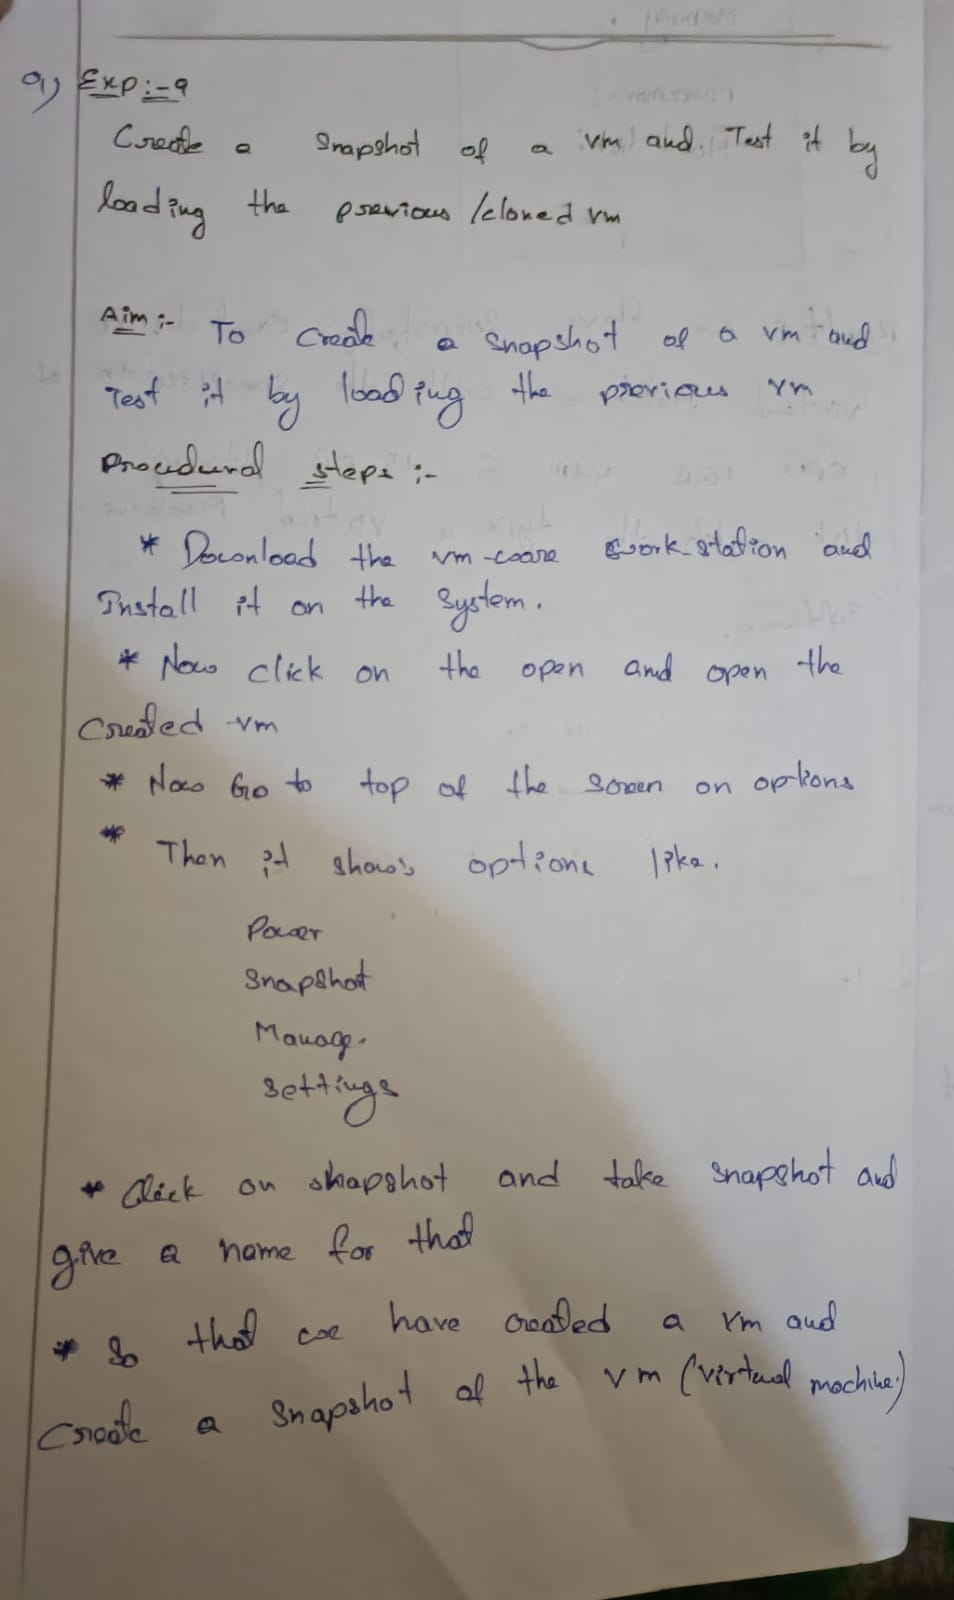 9) Exp:-9
Create a Snapshot of a vm and. Test it by
loading the previous /cloned vm
Aim:- To Create a snapshot of a vm and
Test it by loading the previous vm
Procedural steps:-
* Download the vm-ware work-station and
Install it on the System.
* Now click on the open and open the
Created vm
* Now Go to top of the screen on options
* Then it show's options like.
Power
Snapshot
Manage.
Settings
* Click on snapshot and take snapshot and
give a name for that
* So that we have created a vm and
Create a Snapshot of the vm (virtual machine)